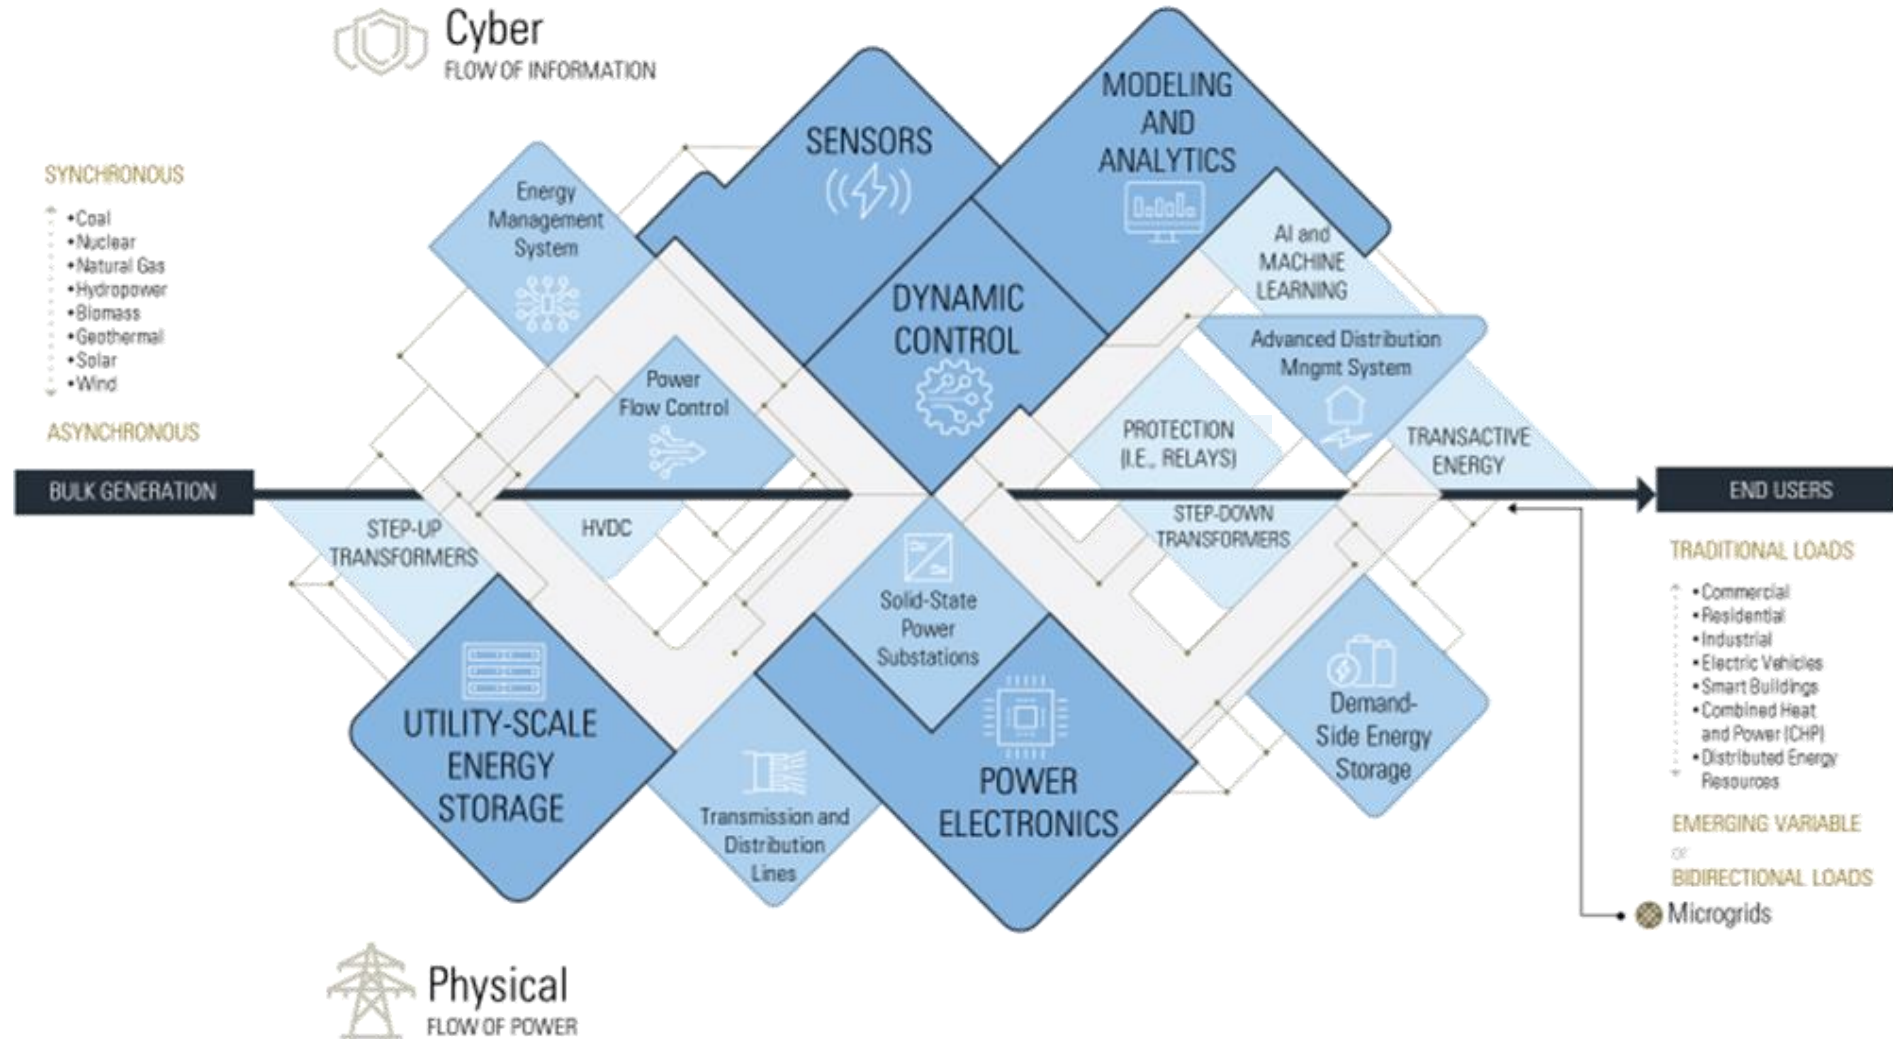 Cyber
FLOW OF INFORMATION
SYNCHRONOUS
•Coal
•Nuclear
•Natural Gas
•Hydropower
•Biomass
•Geothermal
•Solar
•Wind
ASYNCHRONOUS
BULK GENERATION
Energy
Management
System
SENSORS
MODELING
AND
ANALYTICS
DYNAMIC
CONTROL
AI and
MACHINE
LEARNING
Advanced Distribution
Mngmt System
Power
Flow Control
PROTECTION
(I.E., RELAYS)
TRANSACTIVE
ENERGY
END USERS
STEP-UP
TRANSFORMERS
HVDC
STEP-DOWN
TRANSFORMERS
Solid-State
Power
Substations
UTILITY-SCALE
ENERGY
STORAGE
Transmission and
Distribution
Lines
POWER
ELECTRONICS
Demand-
Side Energy
Storage
TRADITIONAL LOADS
•Commercial
•Residential
•Industrial
•Electric Vehicles
•Smart Buildings
•Combined Heat
and Power (CHP)
•Distributed Energy
Resources
EMERGING VARIABLE
or
BIDIRECTIONAL LOADS
Microgrids
Physical
FLOW OF POWER